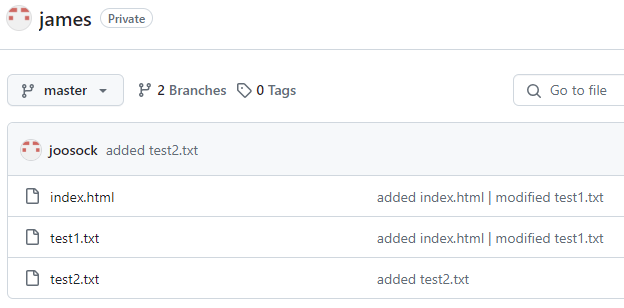 james Private
master 2 Branches 0 Tags Go to file
joosock added test2.txt
index.html added index.html | modified test1.txt
test1.txt added index.html | modified test1.txt
test2.txt added test2.txt